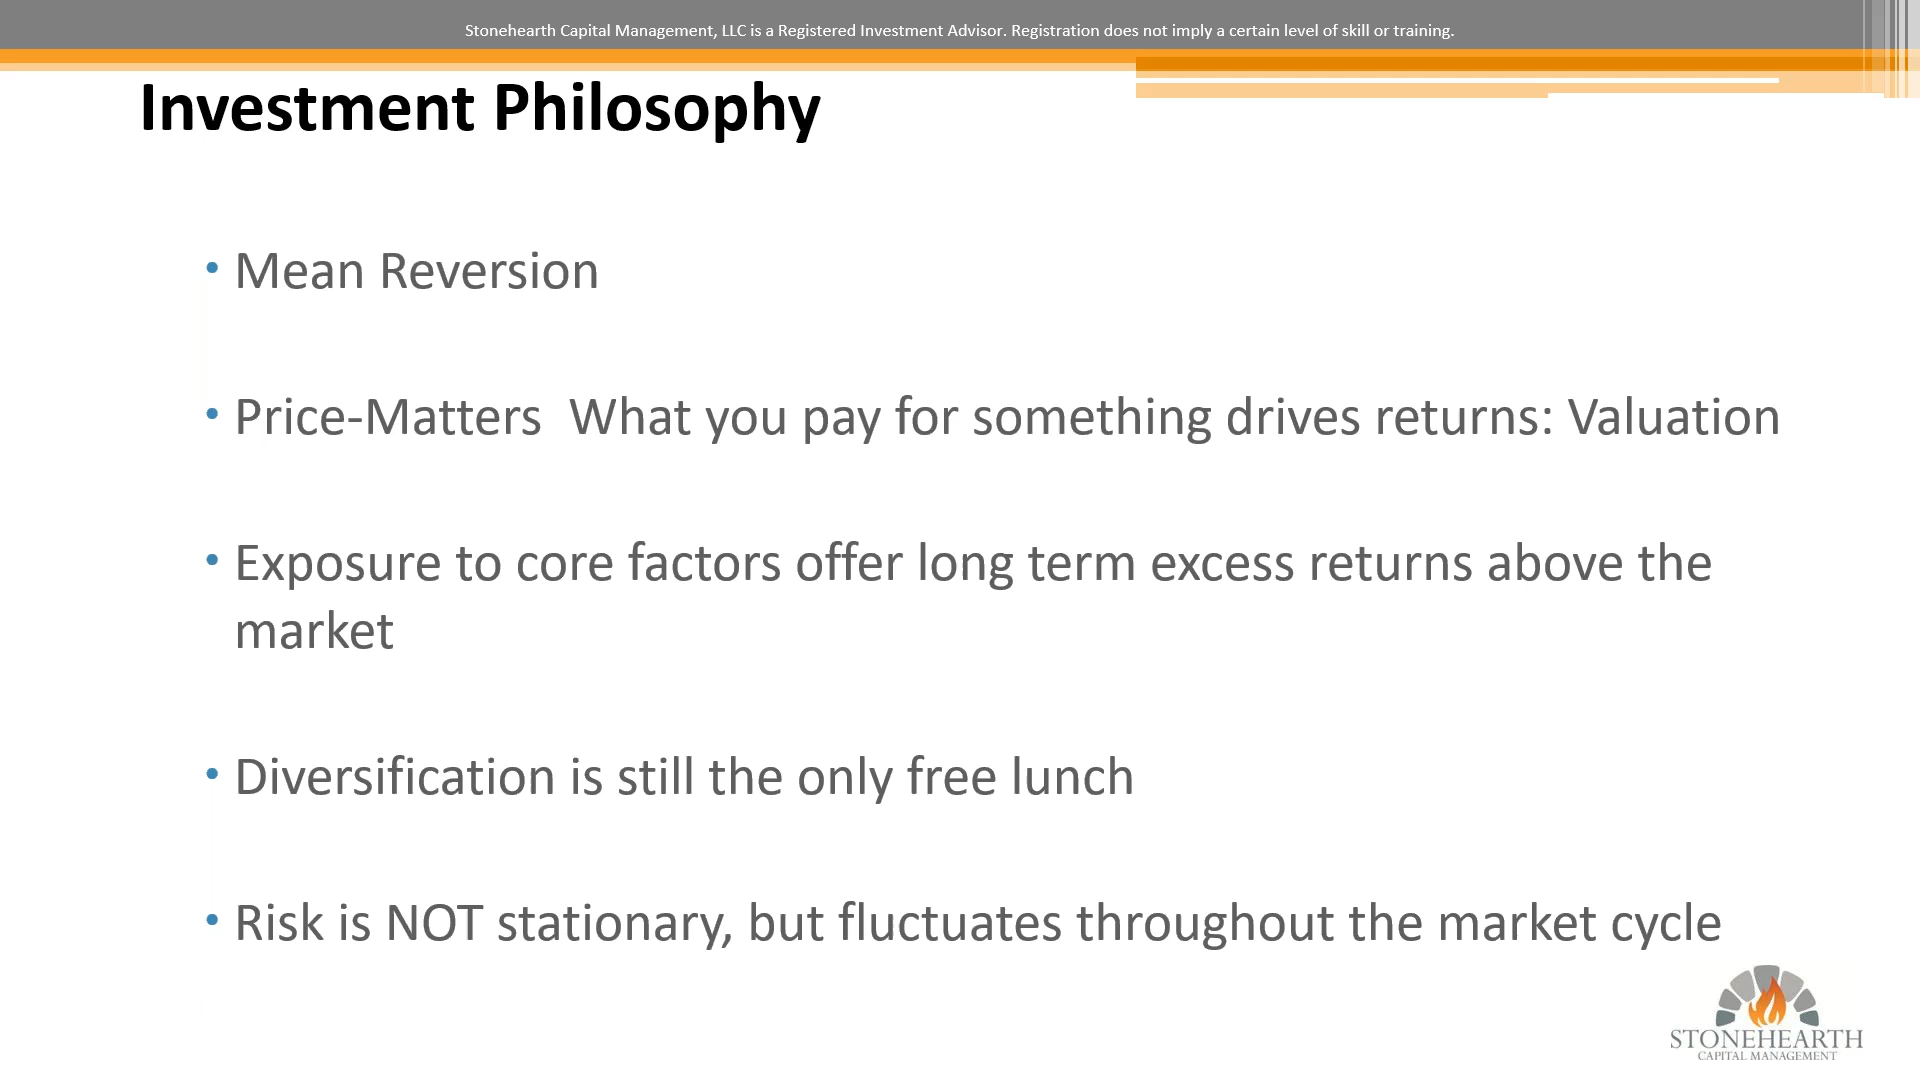 Stonehearth Capital Management, LLC is a Registered Investment Advisor. Registration does not imply a certain level of skill or training.
Investment Philosophy
• Mean Reversion
• Price-Matters  What you pay for something drives returns: Valuation
• Exposure to core factors offer long term excess returns above the
market
• Diversification is still the only free lunch
• Risk is NOT stationary, but fluctuates throughout the market cycle
STONEHEARTH
CAPITAL MANAGEMENT